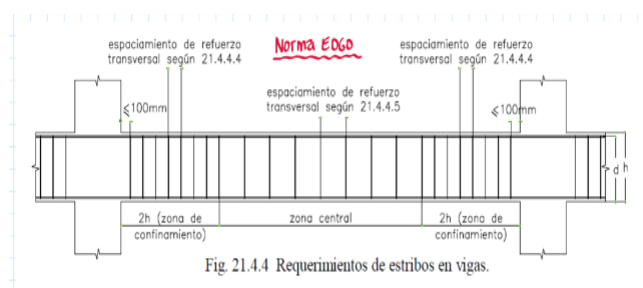 Norma E060
espaciamiento de refuerzo
transversal según 21.4.4.4
espaciamiento de refuerzo
transversal según 21.4.4.4
espaciamiento de refuerzo
transversal según 21.4.4.5
≤100mm
≤100mm
d h
2h (zona de
confinamiento)
zona central
2h (zona de
confinamiento)
Fig. 21.4.4 Requerimientos de estribos en vigas.